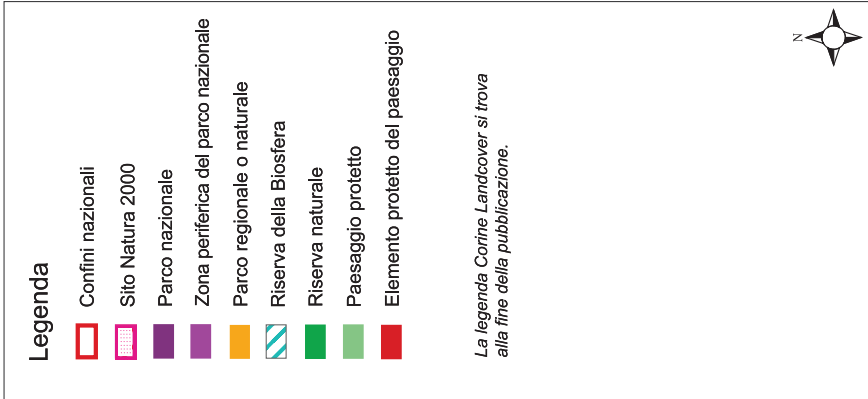 Legenda
Confini nazionali
Sito Natura 2000
Parco nazionale
Zona periferica del parco nazionale
Parco regionale o naturale
Riserva della Biosfera
Riserva naturale
Paesaggio protetto
Elemento protetto del paesaggio
La legenda Corine Landcover si trova
alla fine della pubblicazione.
N